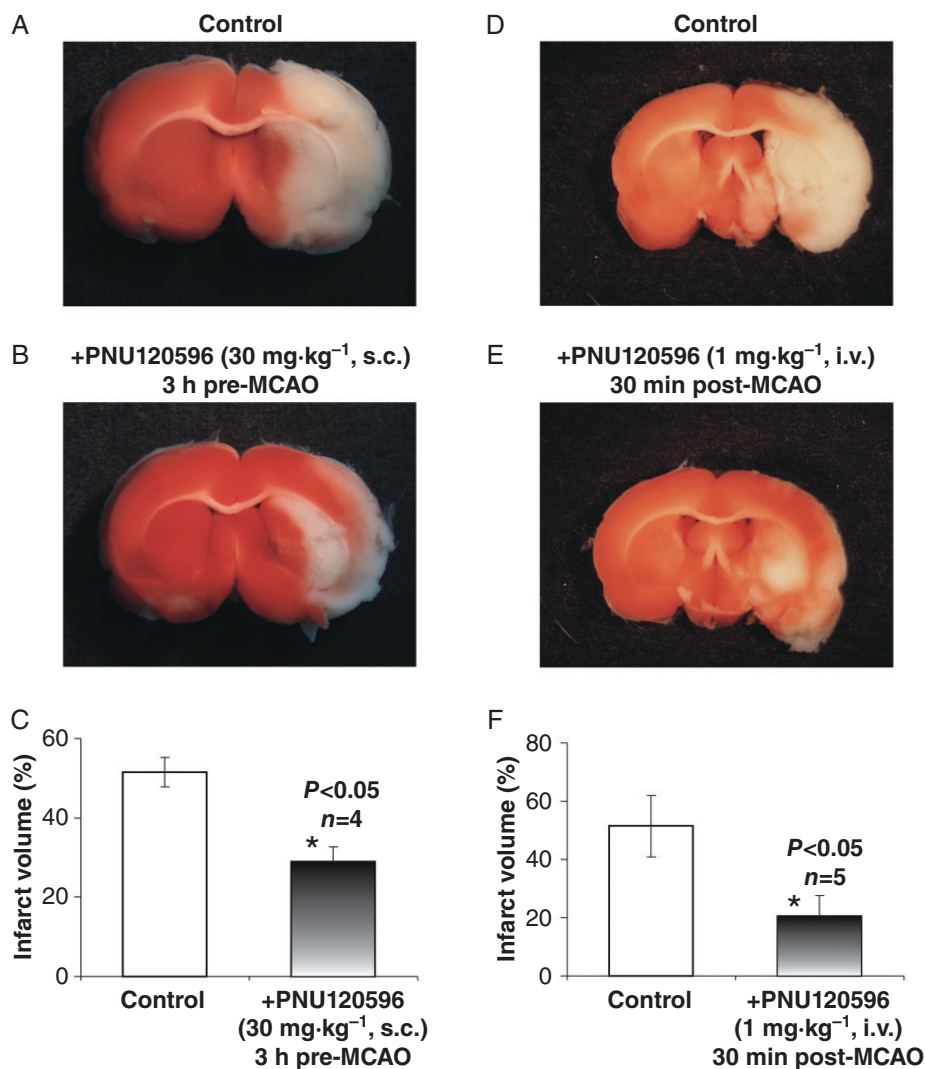 A
Control
B
+PNU120596 (30 mg·kg⁻¹, s.c.)
3 h pre-MCAO
C
Infarct volume (%)
60
40
20
0
P<0.05
n=4
*
Control
+PNU120596
(30 mg·kg⁻¹, s.c.)
3 h pre-MCAO
D
Control
E
+PNU120596 (1 mg·kg⁻¹, i.v.)
30 min post-MCAO
F
Infarct volume (%)
80
60
40
20
0
P<0.05
n=5
*
Control
+PNU120596
(1 mg·kg⁻¹, i.v.)
30 min post-MCAO